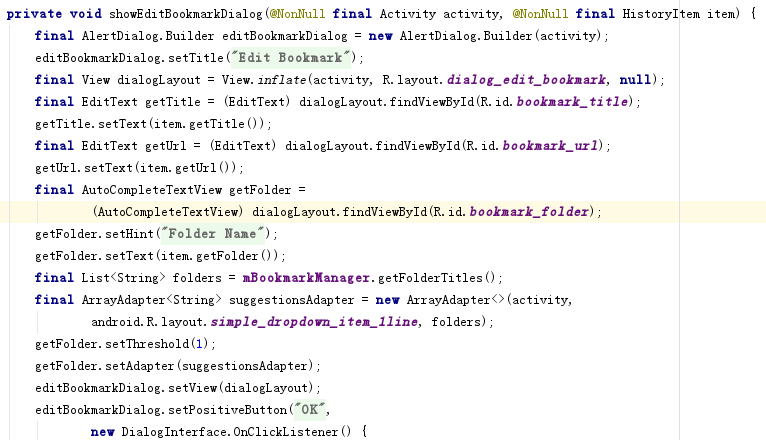 private void showEditBookmarkDialog(@NonNull final Activity activity, @NonNull final HistoryItem item) {
    final AlertDialog.Builder editBookmarkDialog = new AlertDialog.Builder(activity);
    editBookmarkDialog.setTitle("Edit Bookmark");
    final View dialogLayout = View.inflate(activity, R.layout.dialog_edit_bookmark, null);
    final EditText getTitle = (EditText) dialogLayout.findViewById(R.id.bookmark_title);
    getTitle.setText(item.getTitle());
    final EditText getUrl = (EditText) dialogLayout.findViewById(R.id.bookmark_url);
    getUrl.setText(item.getUrl());
    final AutoCompleteTextView getFolder =
            (AutoCompleteTextView) dialogLayout.findViewById(R.id.bookmark_folder);
    getFolder.setHint("Folder Name");
    getFolder.setText(item.getFolder());
    final List<String> folders = mBookmarkManager.getFolderTitles();
    final ArrayAdapter<String> suggestionsAdapter = new ArrayAdapter<>(activity,
            android.R.layout.simple_dropdown_item_1line, folders);
    getFolder.setThreshold(1);
    getFolder.setAdapter(suggestionsAdapter);
    editBookmarkDialog.setView(dialogLayout);
    editBookmarkDialog.setPositiveButton("OK",
            new DialogInterface.OnClickListener() {